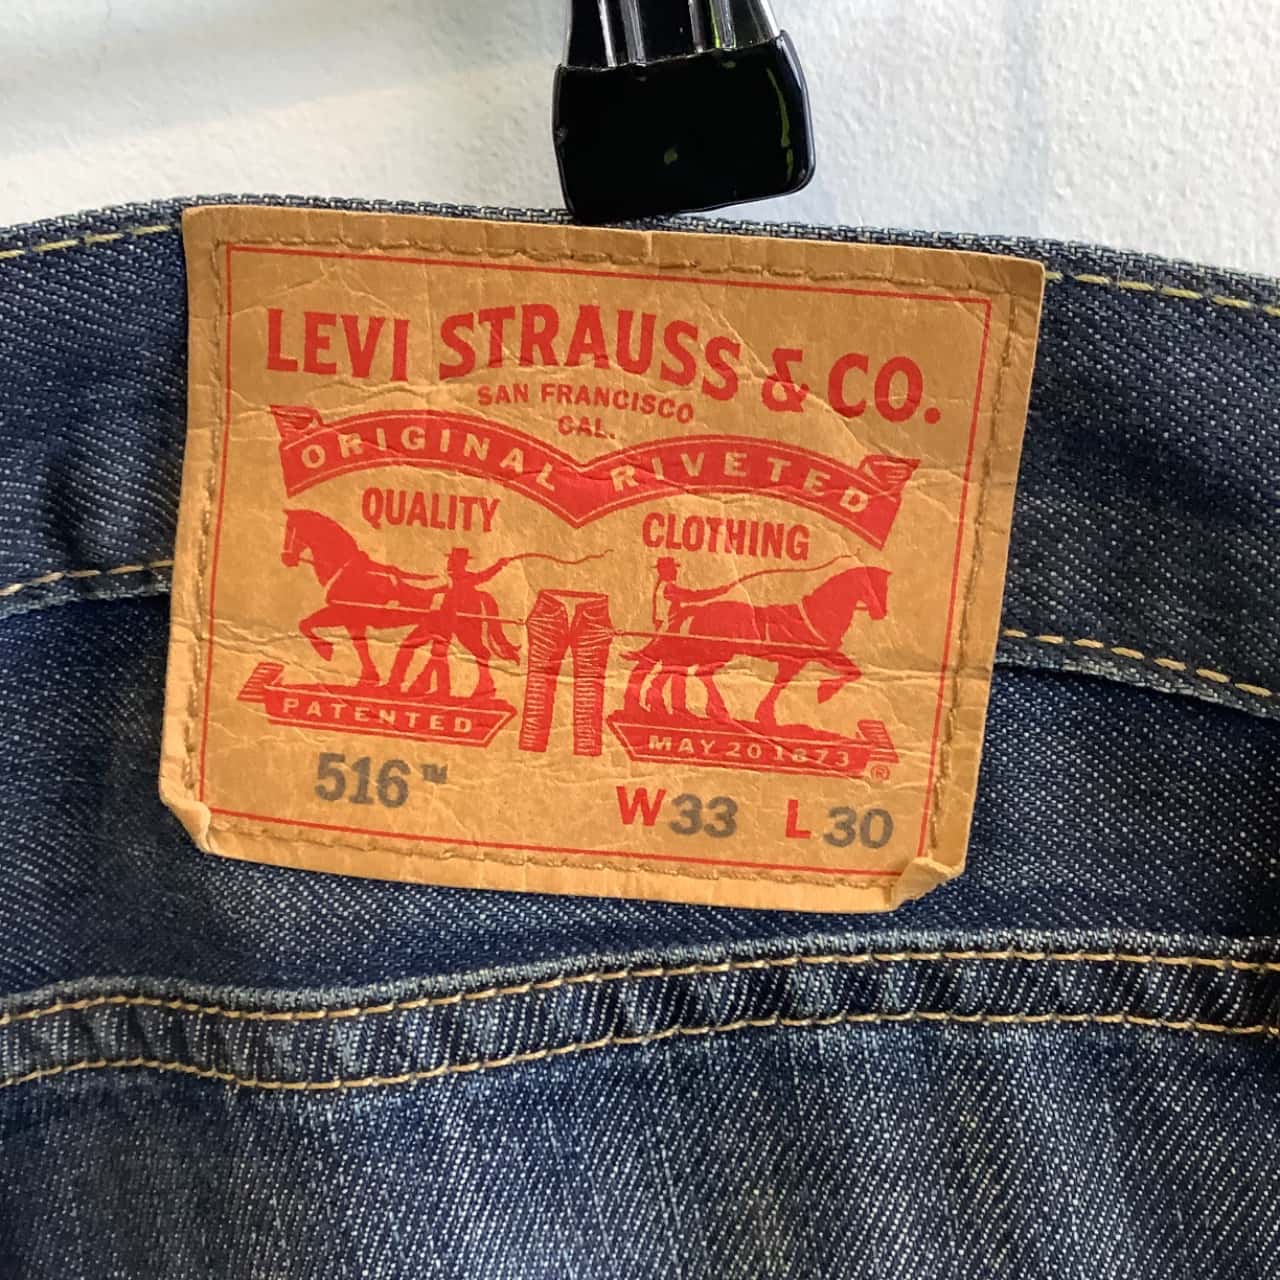 LEVI STRAUSS & CO.
SAN FRANCISCO
CAL.
ORIGINAL RIVETED
QUALITY CLOTHING
PATENTED MAY 20 1873 ®
516™ W33 L30